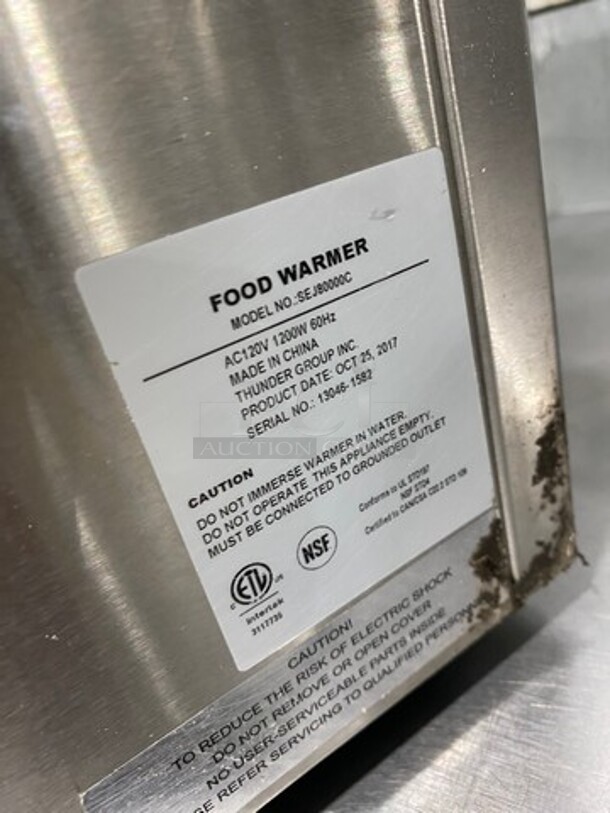 FOOD WARMER
MODEL NO.:SEJ80000C
AC120V 1200W 60Hz
MADE IN CHINA
THUNDER GROUP INC.
PRODUCT DATE: OCT 25, 2017
SERIAL NO.: 13046-1582
AUCTION
CAUTION
DO NOT IMMERSE WARMER IN WATER.
DO NOT OPERATE THIS APPLIANCE EMPTY.
MUST BE CONNECTED TO GROUNDED OUTLET
Conforms to UL STD197
NSF STD4
Certified to CAN/CSA C22.2 STD 109
C ETL US
Intertek
3117735
NSF
CAUTION!
TO REDUCE THE RISK OF ELECTRIC SHOCK
DO NOT REMOVE OR OPEN COVER
NO USER-SERVICEABLE PARTS INSIDE
REFER SERVICING TO QUALIFIED